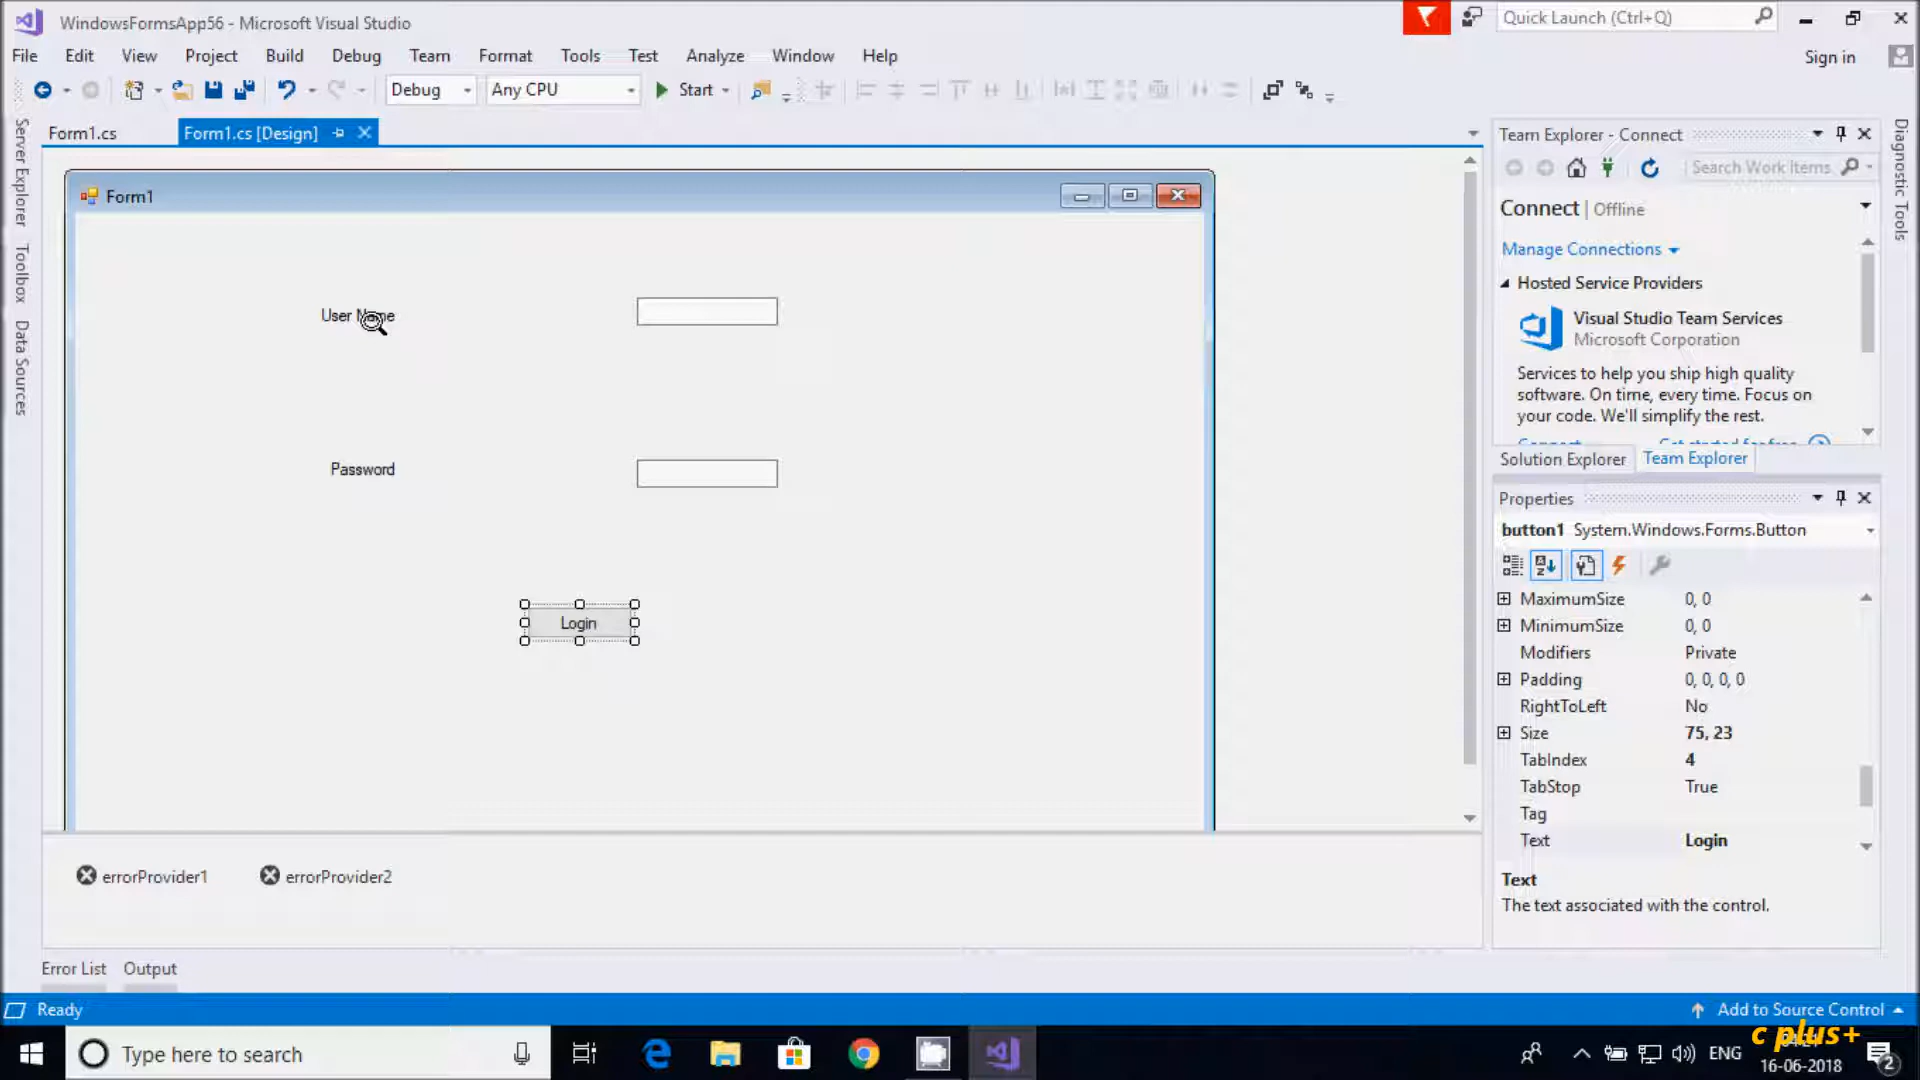 WindowsFormsApp56 - Microsoft Visual Studio
Quick Launch (Ctrl+Q)
File Edit View Project Build Debug Team Format Tools Test Analyze Window Help
Sign in
Debug Any CPU Start
Form1.cs Form1.cs [Design]
Server Explorer
Toolbox
Data Sources
Form1
User Name
Password
Login
errorProvider1 errorProvider2
Team Explorer - Connect
Search Work Items
Connect | Offline
Manage Connections
Hosted Service Providers
Visual Studio Team Services
Microsoft Corporation
Services to help you ship high quality
software. On time, every time. Focus on
your code. We'll simplify the rest.
Solution Explorer Team Explorer
Diagnostic Tools
Properties
button1 System.Windows.Forms.Button
MaximumSize 0, 0
MinimumSize 0, 0
Modifiers Private
Padding 0, 0, 0, 0
RightToLeft No
Size 75, 23
TabIndex 4
TabStop True
Tag
Text Login
Text
The text associated with the control.
Error List Output
Ready
Add to Source Control
c plus+
Type here to search
ENG
16-06-2018
2